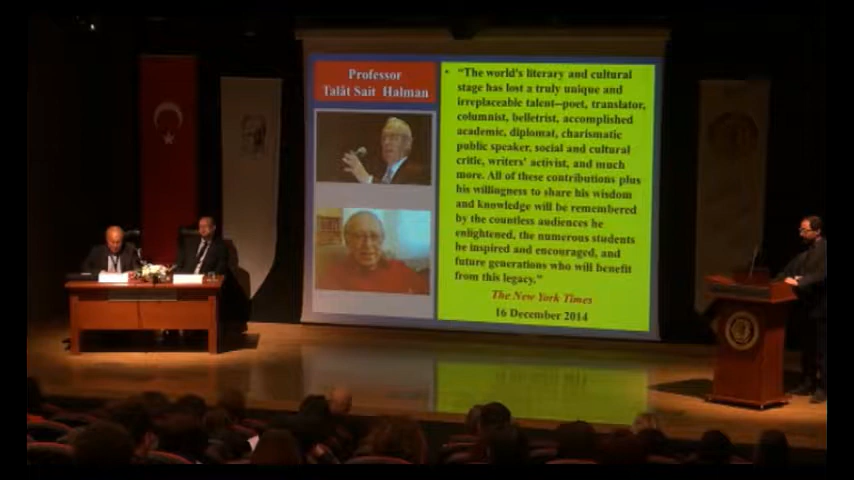 Professor
Talât Sait Halman
• "The world's literary and cultural
stage has lost a truly unique and
irreplaceable talent--poet, translator,
columnist, belletrist, accomplished
academic, diplomat, charismatic
public speaker, social and cultural
critic, writers' activist, and much
more. All of these contributions plus
his willingness to share his wisdom
and knowledge will be remembered
by the countless audiences he
enlightened, the numerous students
he inspired and encouraged, and
future generations who will benefit
from this legacy."
The New York Times
16 December 2014